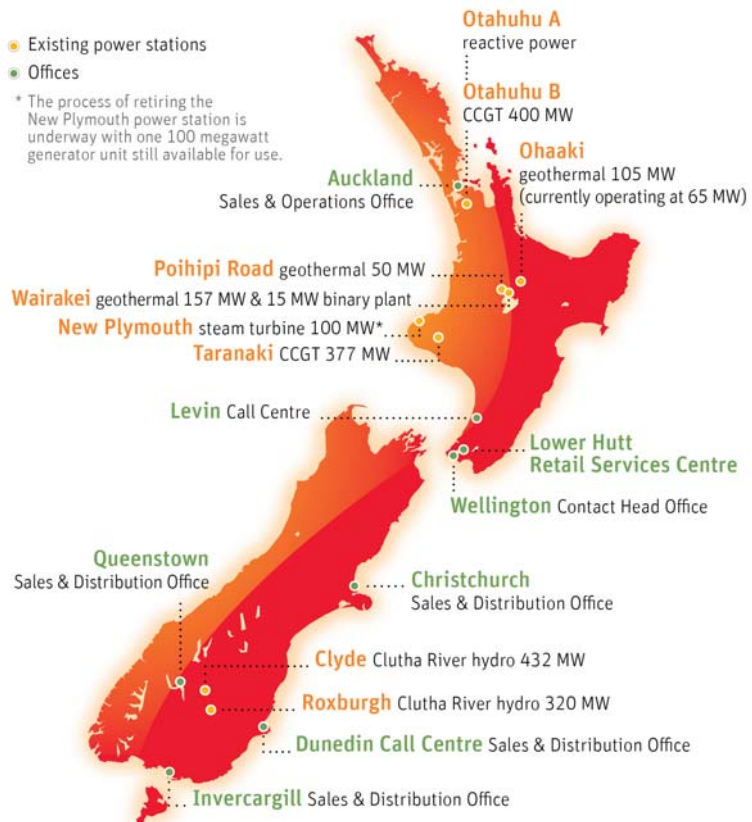 Existing power stations
Offices
* The process of retiring the
New Plymouth power station is
underway with one 100 megawatt
generator unit still available for use.
Otahuhu A
reactive power
Otahuhu B
CCGT 400 MW
Ohaaki
geothermal 105 MW
(currently operating at 65 MW)
Auckland
Sales & Operations Office
Poihipi Road geothermal 50 MW
Wairakei geothermal 157 MW & 15 MW binary plant
New Plymouth steam turbine 100 MW*
Taranaki CCGT 377 MW
Levin Call Centre
Lower Hutt
Retail Services Centre
Wellington Contact Head Office
Queenstown
Sales & Distribution Office
Christchurch
Sales & Distribution Office
Clyde Clutha River hydro 432 MW
Roxburgh Clutha River hydro 320 MW
Dunedin Call Centre Sales & Distribution Office
Invercargill Sales & Distribution Office